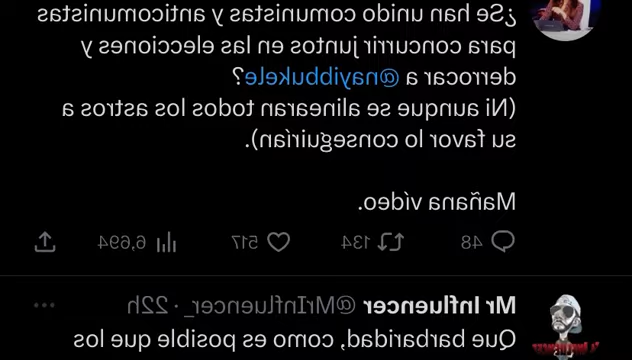 ¿Se han unido comunistas y anticomunistas
para concurrir juntos en las elecciones y
derrocar a @nayibbukele?
(Ni aunque se alinearan todos los astros a
su favor lo conseguirían).
Mañana vídeo.
48 134 517 6,694
Mr Influencer @MrInfluencer_ · 22h
Que barbaridad, como es posible que los